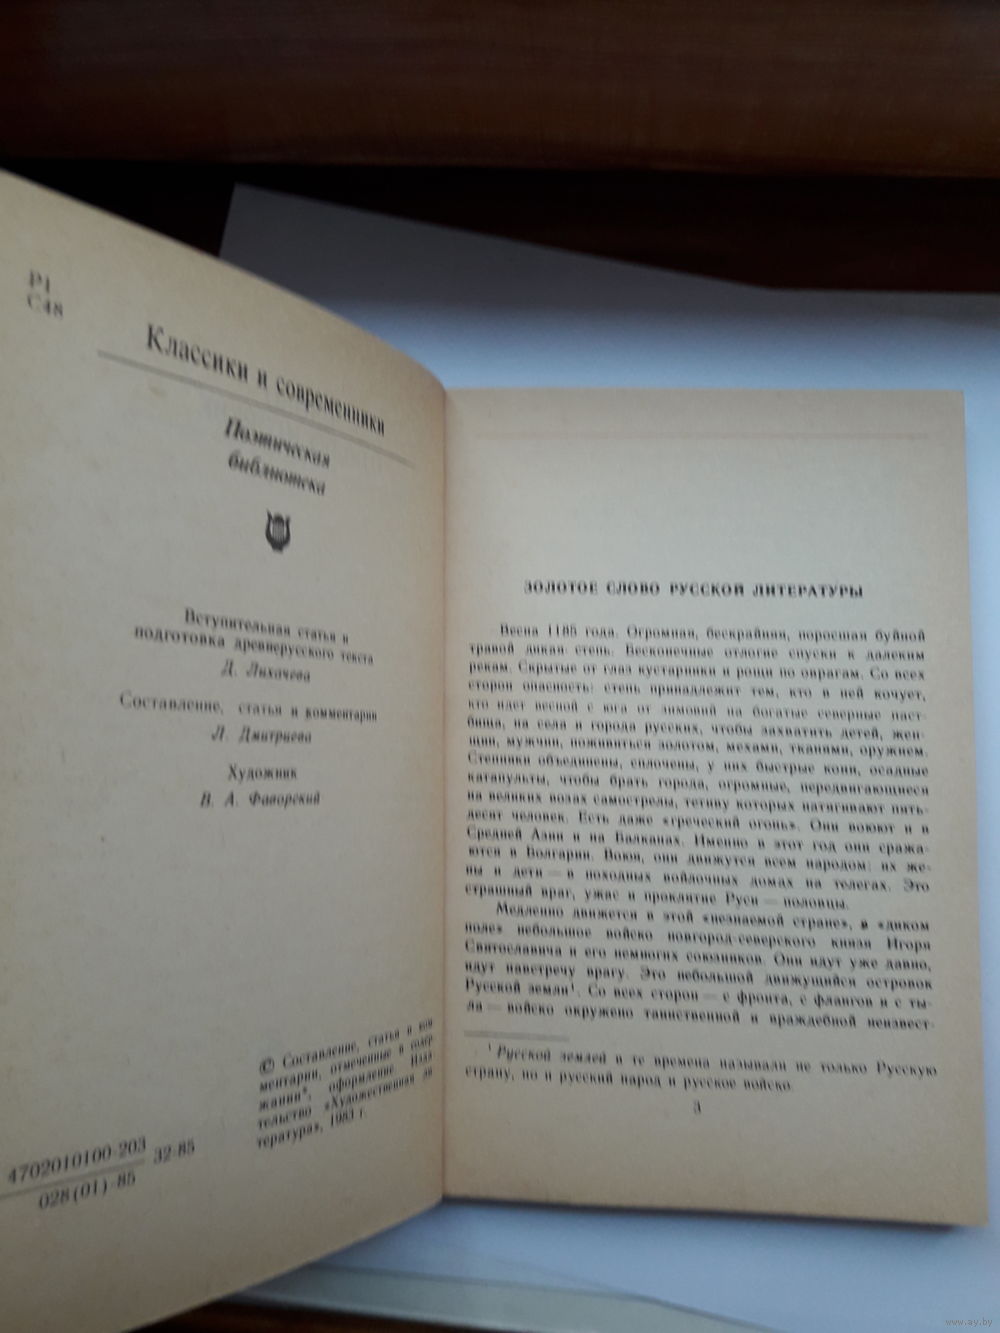 Р1
С48
Классики и современники
Поэтическая
библиотека
Вступительная статья и
подготовка древнерусского текста
Д. Лихачева
Составление, статья и комментарии
Л. Дмитриева
Художник
В. А. Фаворский
© Составление, статья и ком
ментарии, отмеченные в содер
жании*, оформление. Изда-
тельство «Художественная ли
тература», 1983 г.
4702010100-203
028(01)-85
32-85
ЗОЛОТОЕ СЛОВО РУССКОЙ ЛИТЕРАТУРЫ
Весна 1185 года. Огромная, бескрайняя, поросшая буйной
травой дикая степь. Бесконечные отлогие спуски к далеким
рекам. Скрытые от глаз кустарники и рощи по оврагам. Со всех
сторон опасность: степь принадлежит тем, кто в ней кочует,
кто идет весной с юга от зимовий на богатые северные паст-
бища, на села и города русских, чтобы захватить детей, жен-
щин, мужчин, поживиться золотом, мехами, тканями, оружием.
Степняки объединены, сплочены, у них быстрые кони, осадные
катапульты, чтобы брать города, огромные, передвигающиеся
на великих возах самострелы, тетиву которых натягивают пять-
десят человек. Есть даже «греческий огонь». Они воюют и в
Средней Азии и на Балканах. Именно в этот год они сража-
ются в Болгарии. Воюя, они движутся всем народом: их же-
ны и дети — в походных войлочных домах на телегах. Это
страшный враг, ужас и проклятие Руси — половцы.
Медленно движется в этой «незнаемой стране», в «диком
поле» небольшое войско новгород-северского князя Игоря
Святославича и его немногих союзников. Они идут уже давно,
идут навстречу врагу. Это небольшой движущийся островок
Русской земли¹. Со всех сторон — с фронта, с флангов и с ты-
ла — войско окружено таинственной и враждебной неизвест-
¹ Русской землей в те времена называли не только Русскую
страну, но и русский народ и русское войско.
3
www.ay.by